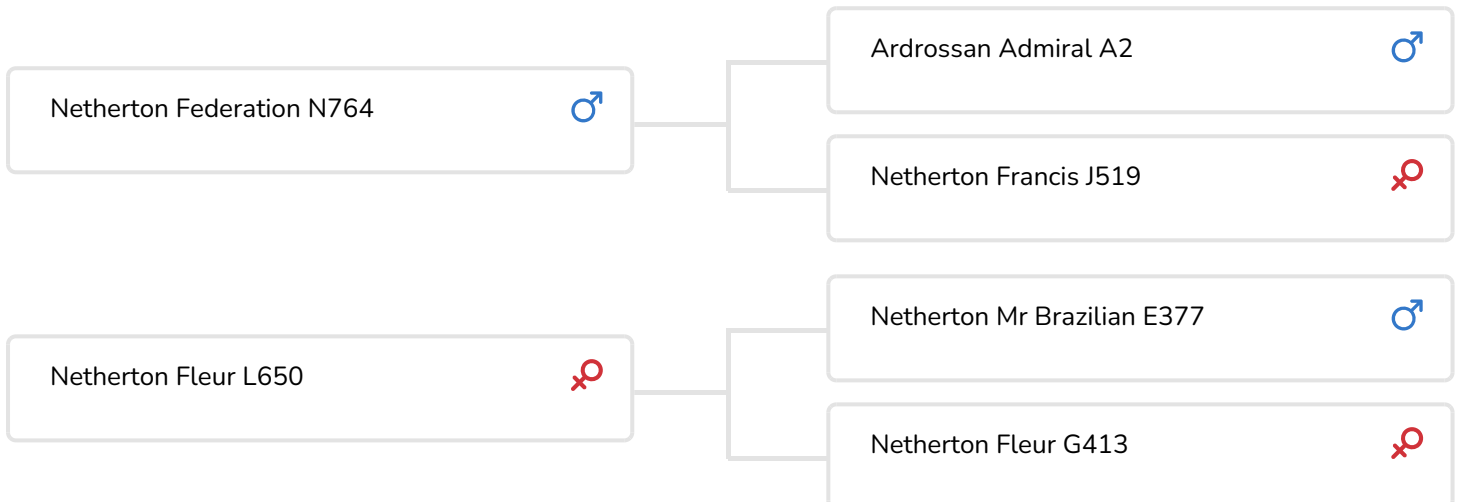 Ardrossan Admiral A2
Netherton Federation N764
Netherton Francis J519
Netherton Mr Brazilian E377
Netherton Fleur L650
Netherton Fleur G413